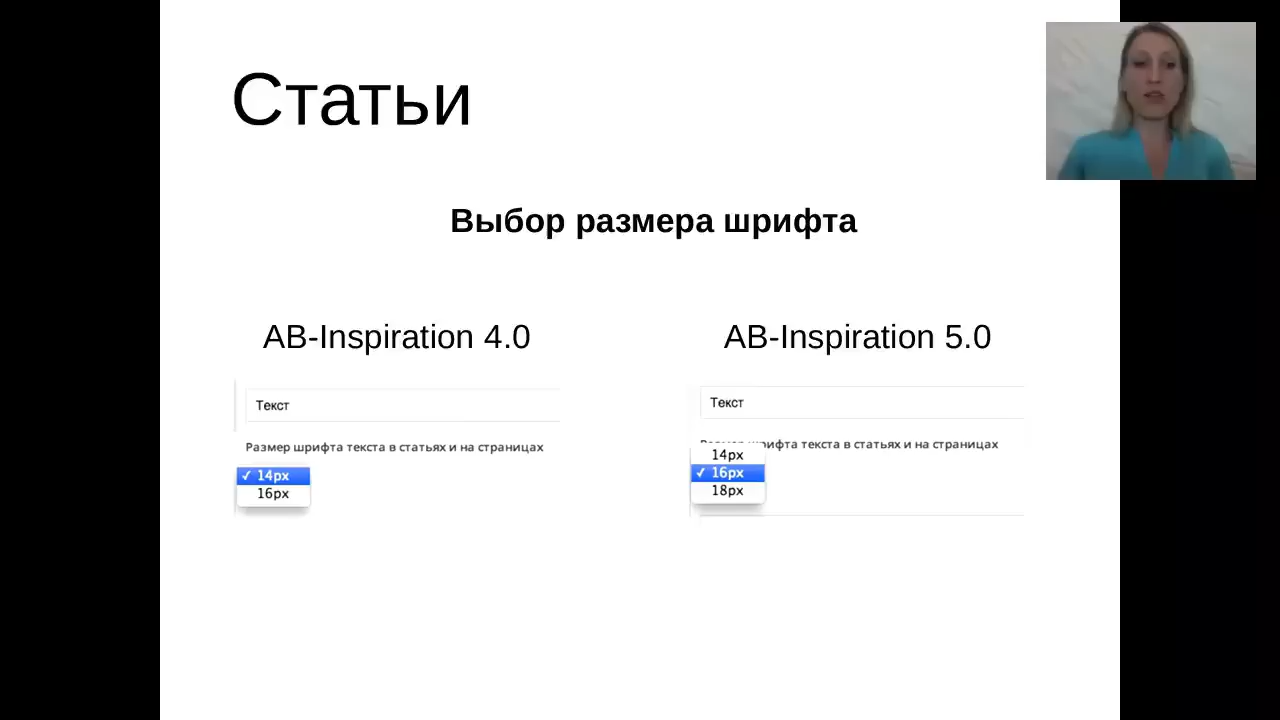 Статьи
Выбор размера шрифта
AB-Inspiration 4.0
Текст
Размер шрифта текста в статьях и на страницах
✓ 14px
16px
AB-Inspiration 5.0
Текст
Размер шрифта текста в статьях и на страницах
14px
✓ 16px
18px